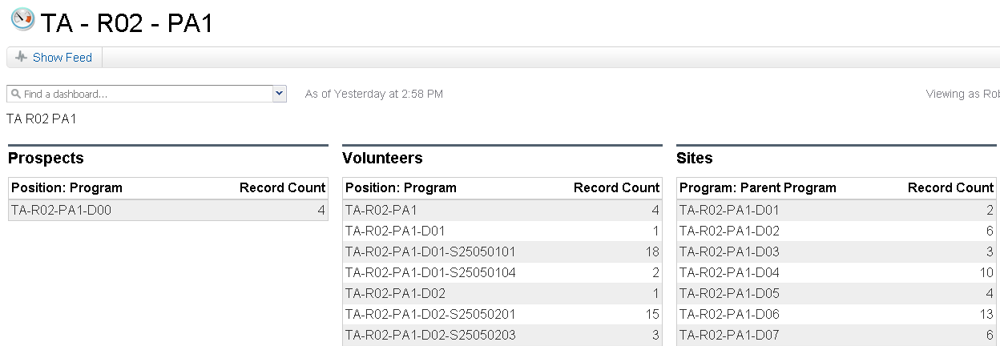 TA - R02 - PA1
Show Feed
Find a dashboard...
As of Yesterday at 2:58 PM
Viewing as Rob
TA R02 PA1
Prospects
Position: Program Record Count
TA-R02-PA1-D00 4
Volunteers
Position: Program Record Count
TA-R02-PA1 4
TA-R02-PA1-D01 1
TA-R02-PA1-D01-S25050101 18
TA-R02-PA1-D01-S25050104 2
TA-R02-PA1-D02 1
TA-R02-PA1-D02-S25050201 15
TA-R02-PA1-D02-S25050203 3
Sites
Program: Parent Program Record Count
TA-R02-PA1-D01 2
TA-R02-PA1-D02 6
TA-R02-PA1-D03 3
TA-R02-PA1-D04 10
TA-R02-PA1-D05 4
TA-R02-PA1-D06 13
TA-R02-PA1-D07 6